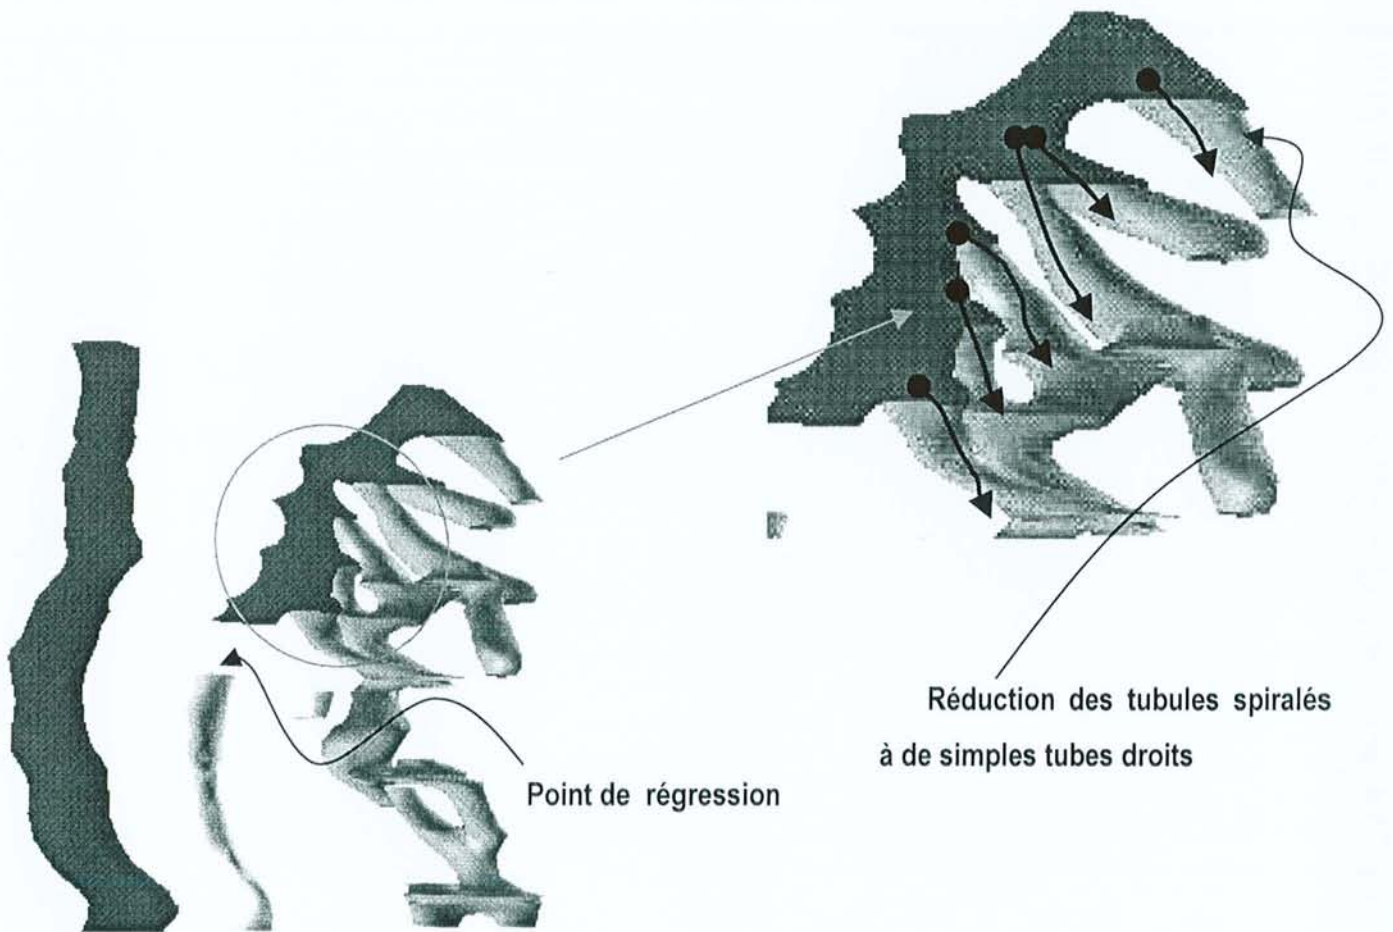 Réduction des tubules spiralés
à de simples tubes droits
Point de régression